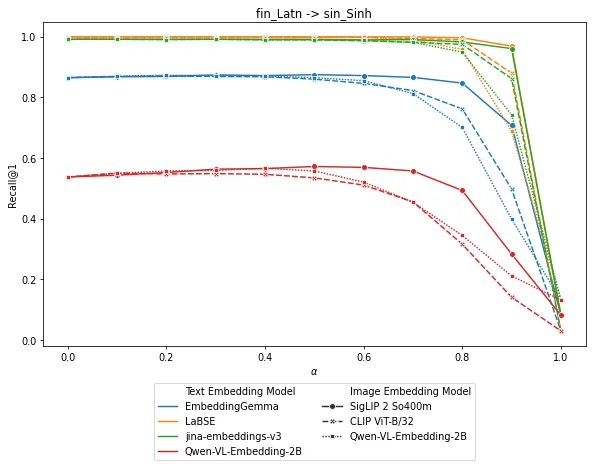 fin_Latn -> sin_Sinh
Recall@1
1.0
0.8
0.6
0.4
0.2
0.0
0.0 0.2 0.4 0.6 0.8 1.0
α
Text Embedding Model
EmbeddingGemma
LaBSE
jina-embeddings-v3
Qwen-VL-Embedding-2B
Image Embedding Model
SigLIP 2 So400m
CLIP ViT-B/32
Qwen-VL-Embedding-2B